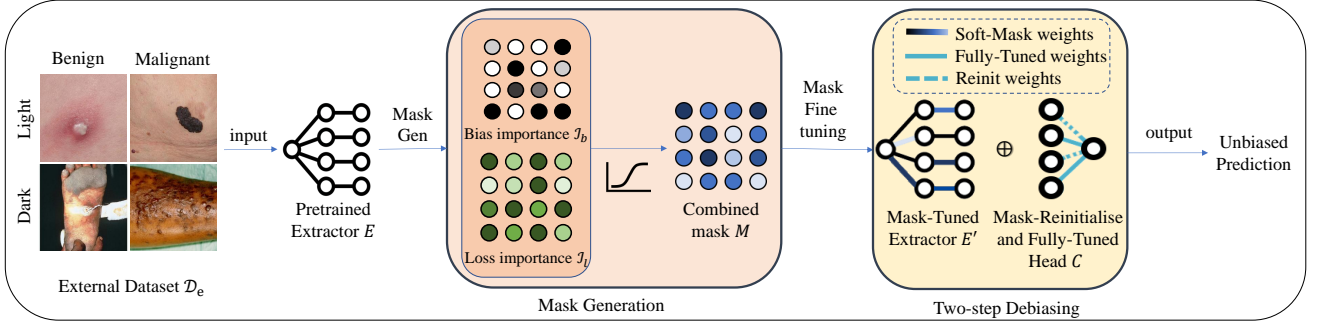 Benign
Malignant
Light
Dark
External Dataset 𝒟e
input
Pretrained
Extractor E
Mask
Gen
Bias importance ℐb
Loss importance ℐl
Combined
mask M
Mask Generation
Mask
Fine
tuning
Soft-Mask weights
Fully-Tuned weights
Reinit weights
⊕
Mask-Tuned
Extractor E′
Mask-Reinitialise
and Fully-Tuned
Head C
Two-step Debiasing
output
Unbiased
Prediction